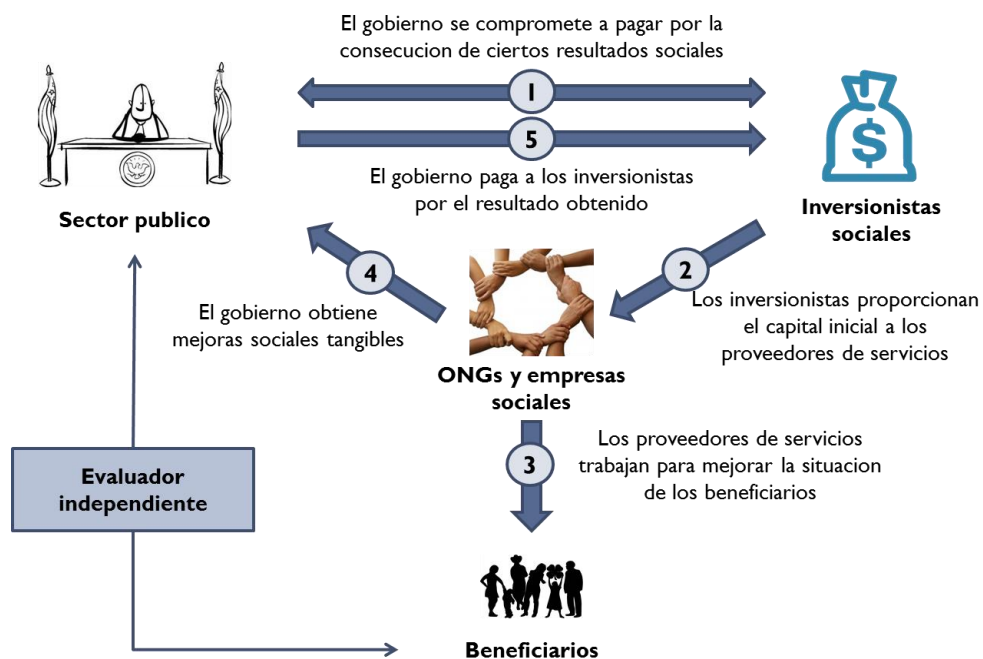 El gobierno se compromete a pagar por la
consecucion de ciertos resultados sociales
1
5
El gobierno paga a los inversionistas
por el resultado obtenido
$
Sector publico
Inversionistas
sociales
4
2
El gobierno obtiene
mejoras sociales tangibles
Los inversionistas proporcionan
el capital inicial a los
proveedores de servicios
ONGs y empresas
sociales
3
Los proveedores de servicios
trabajan para mejorar la situacion
de los beneficiarios
Evaluador
independiente
Beneficiarios